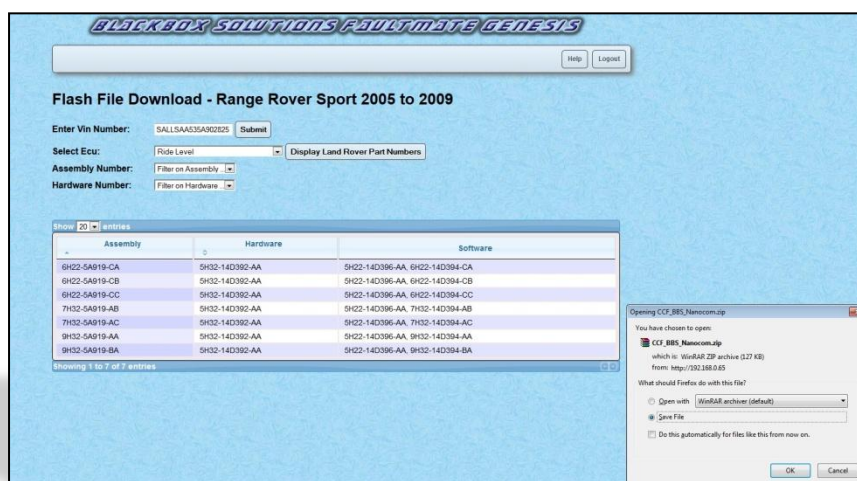 BLACKBOX SOLUTIONS FAULTMATE GENESIS
Help Logout
Flash File Download - Range Rover Sport 2005 to 2009
Enter Vin Number: SALLSAA535A902825 Submit
Select Ecu: Ride Level Display Land Rover Part Numbers
Assembly Number: Filter on Assembly ...
Hardware Number: Filter on Hardware ...
Show 20 entries
Assembly Hardware Software
6H22-5A919-CA 5H32-14D392-AA 5H22-14D396-AA, 6H22-14D394-CA
6H22-5A919-CB 5H32-14D392-AA 5H22-14D396-AA, 6H22-14D394-CB
6H22-5A919-CC 5H32-14D392-AA 5H22-14D396-AA, 6H22-14D394-CC
7H32-5A919-AB 5H32-14D392-AA 5H22-14D396-AA, 7H32-14D394-AB
7H32-5A919-AC 5H32-14D392-AA 5H22-14D396-AA, 7H32-14D394-AC
9H32-5A919-AA 5H32-14D392-AA 5H22-14D396-AA, 9H32-14D394-AA
9H32-5A919-BA 5H32-14D392-AA 5H22-14D396-AA, 9H32-14D394-BA
Showing 1 to 7 of 7 entries
Opening CCF_BBS_Nanocom.zip
You have chosen to open:
CCF_BBS_Nanocom.zip
which is: WinRAR ZIP archive (127 KB)
from: http://192.168.0.65
What should Firefox do with this file?
Open with WinRAR archiver (default)
Save File
Do this automatically for files like this from now on.
OK Cancel